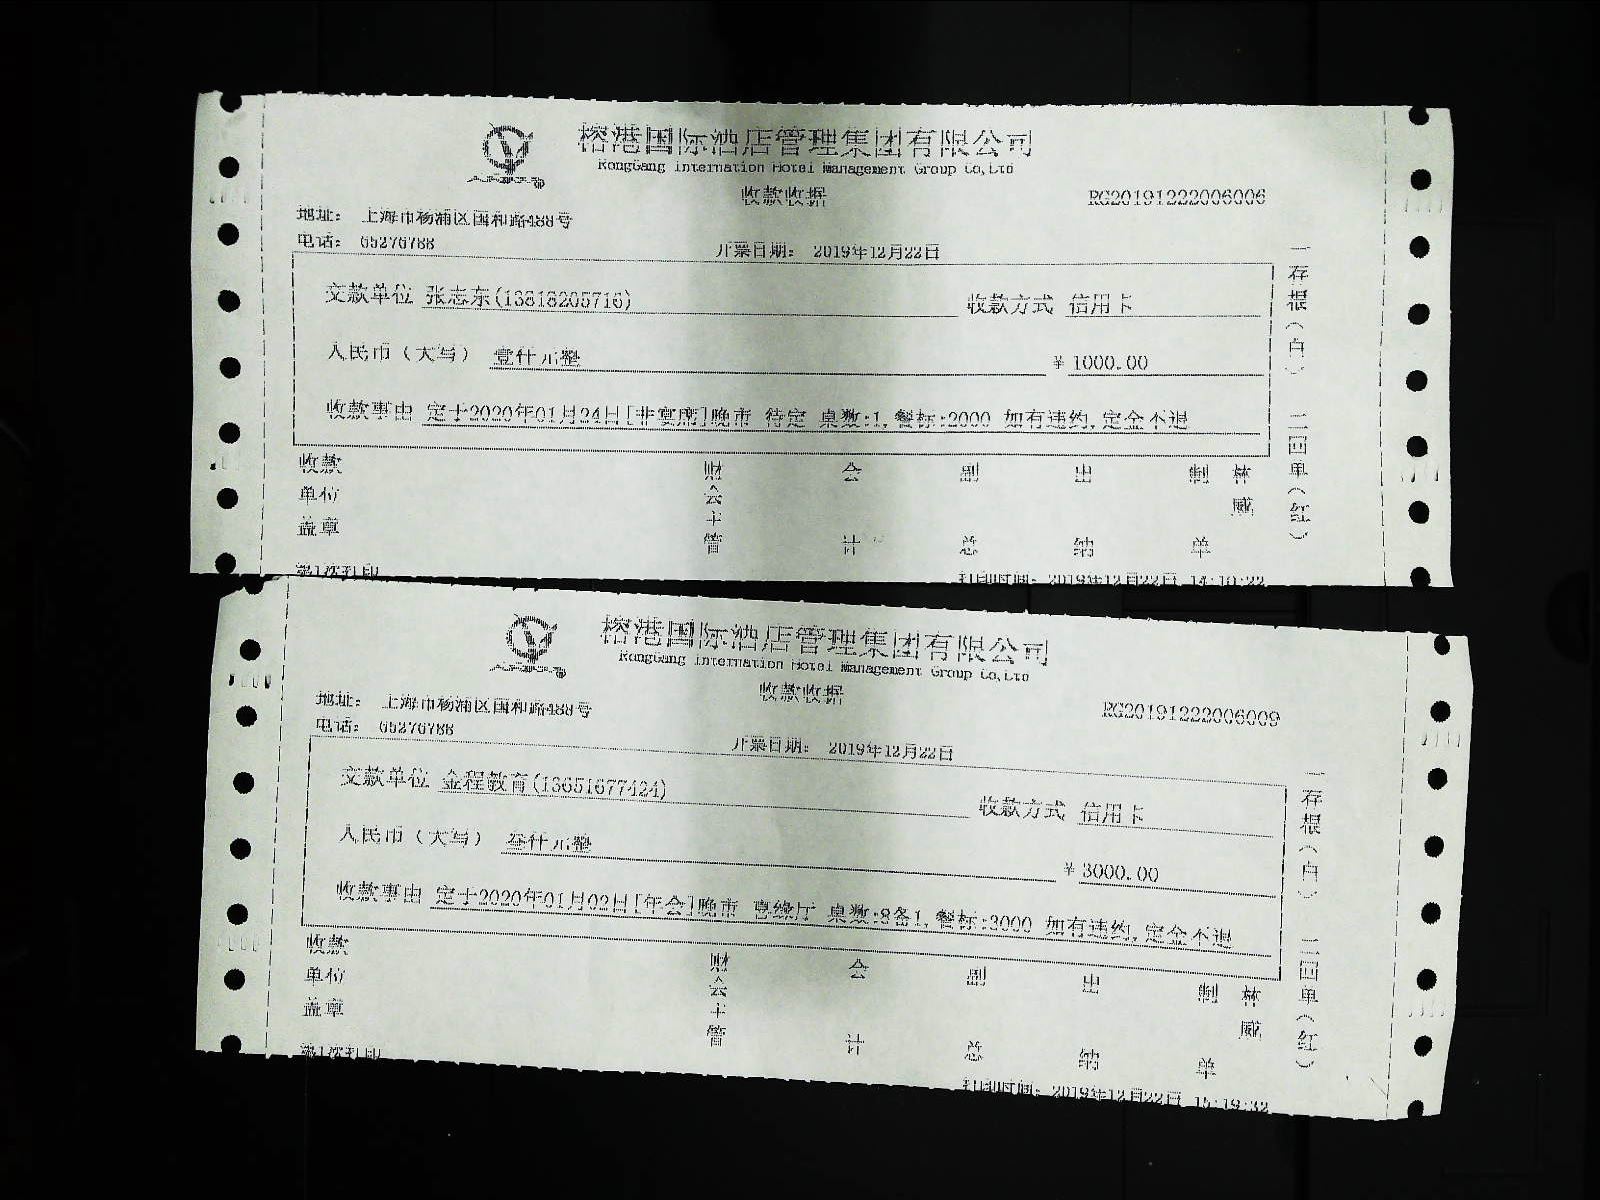 榕港国际酒店管理集团有限公司
RongGang Internation Hotel Management Group Co,Ltd
收款收据
RG20191222006006
地址： 上海市杨浦区国和路488号
电话： 65276788
开票日期： 2019年12月22日
交款单位 张志东(13818205716) 收款方式 信用卡
人民币（大写） 壹仟元整 ¥ 1000.00
收款事由 定于2020年01月24日[非宴席]晚市 待定 桌数:1,餐标:2000 如有违约,定金不退
收款单位盖章 财会主管 会计 副总 出纳 制单 林威
一存根（白） 二回单（红）
第1次打印 打印时间：2019年12月22日 14:10:22
榕港国际酒店管理集团有限公司
RongGang Internation Hotel Management Group Co,Ltd
收款收据
RG20191222006009
地址： 上海市杨浦区国和路488号
电话： 65276788
开票日期： 2019年12月22日
交款单位 金程教育(13651677424) 收款方式 信用卡
人民币（大写） 叁仟元整 ¥ 3000.00
收款事由 定于2020年01月02日[年会]晚市 喜缘厅 桌数:8备1,餐标:3000 如有违约,定金不退
收款单位盖章 财会主管 会计 副总 出纳 制单 林威
一存根（白） 二回单（红）
第1次打印 打印时间：2019年12月22日 15:19:32